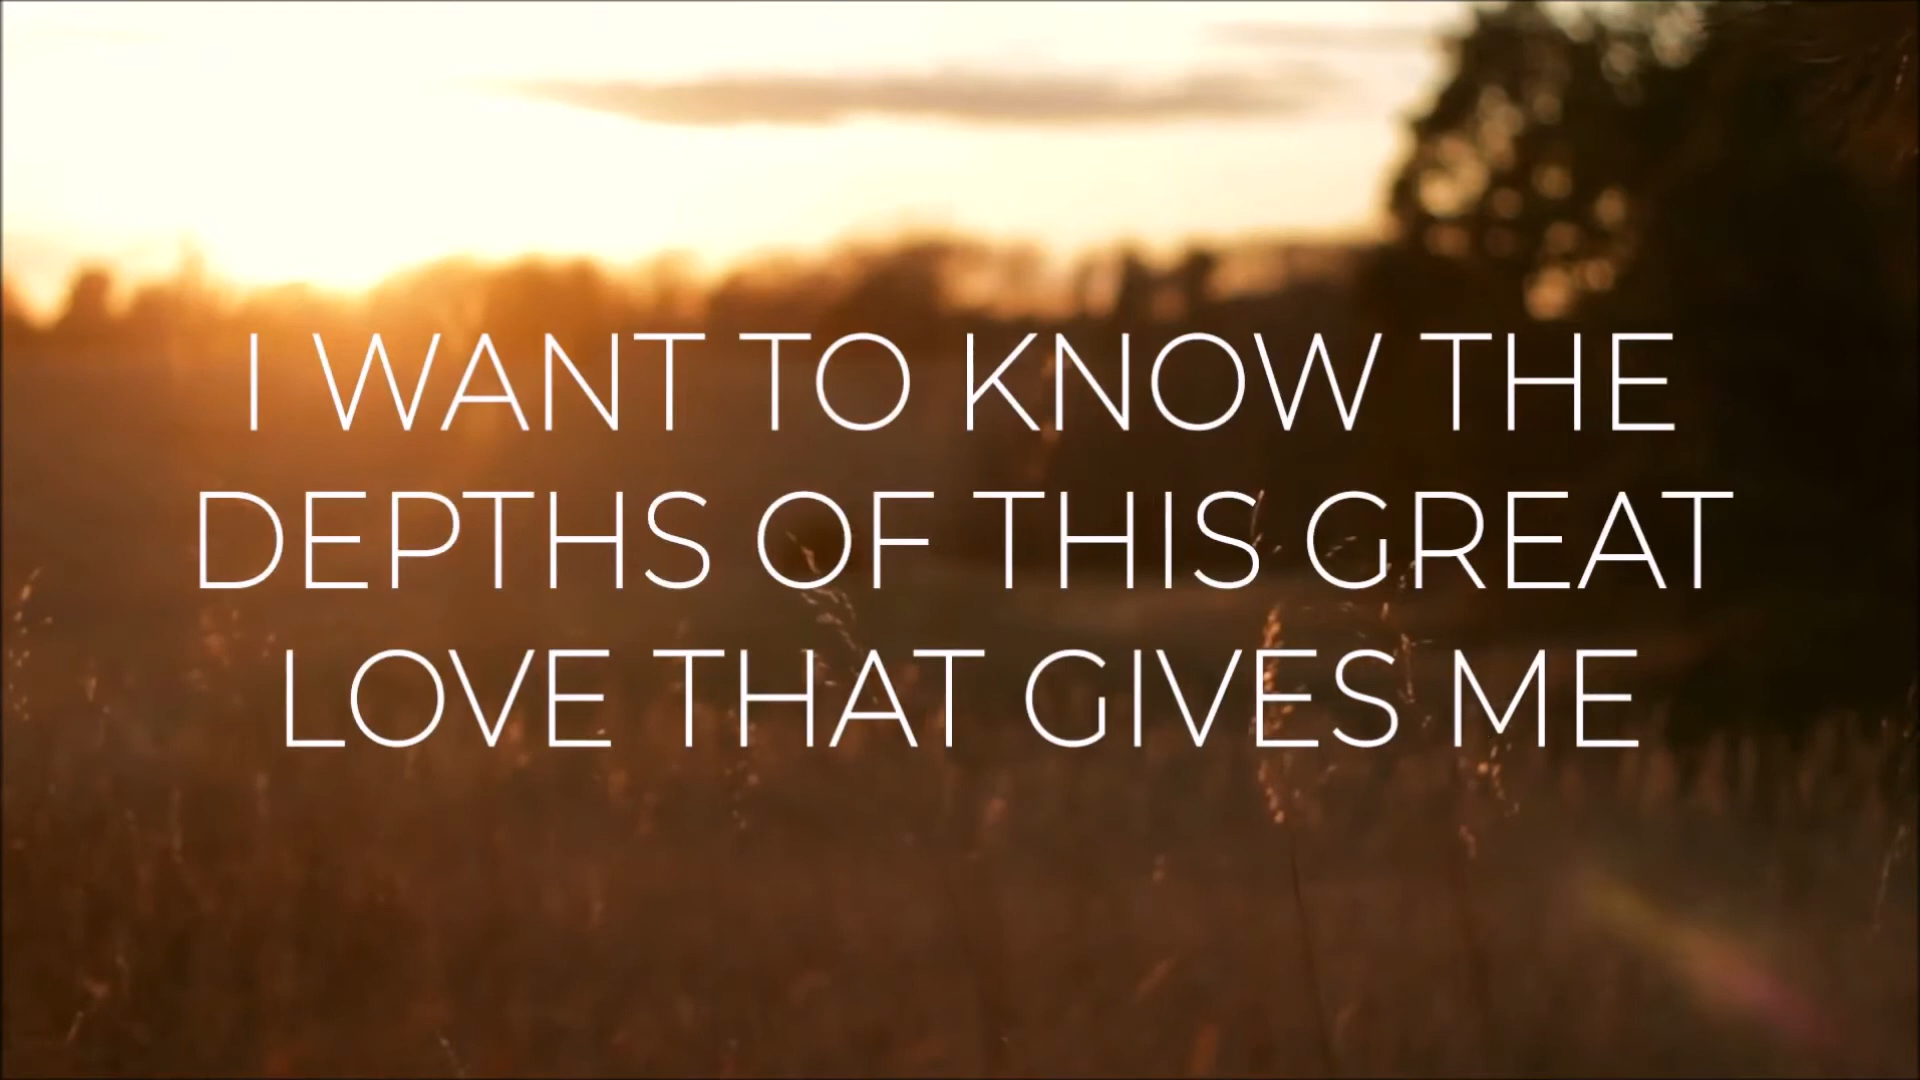 I WANT TO KNOW THE
DEPTHS OF THIS GREAT
LOVE THAT GIVES ME